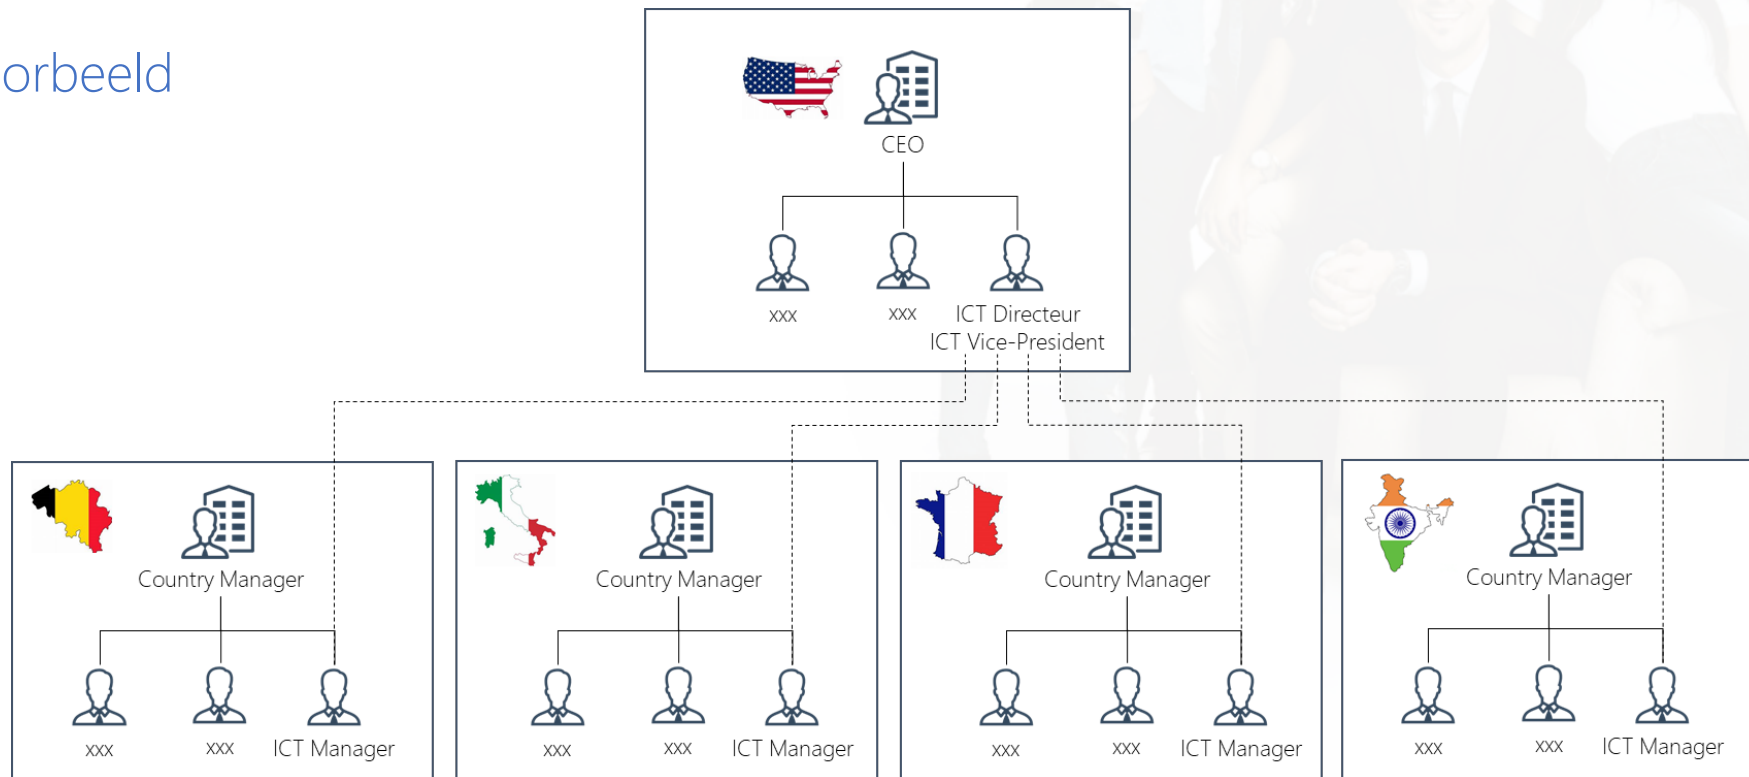 orbeeld
CEO
xxx
xxx
ICT Directeur
ICT Vice-President
Country Manager
xxx
xxx
ICT Manager
Country Manager
xxx
xxx
ICT Manager
Country Manager
xxx
xxx
ICT Manager
Country Manager
xxx
xxx
ICT Manager